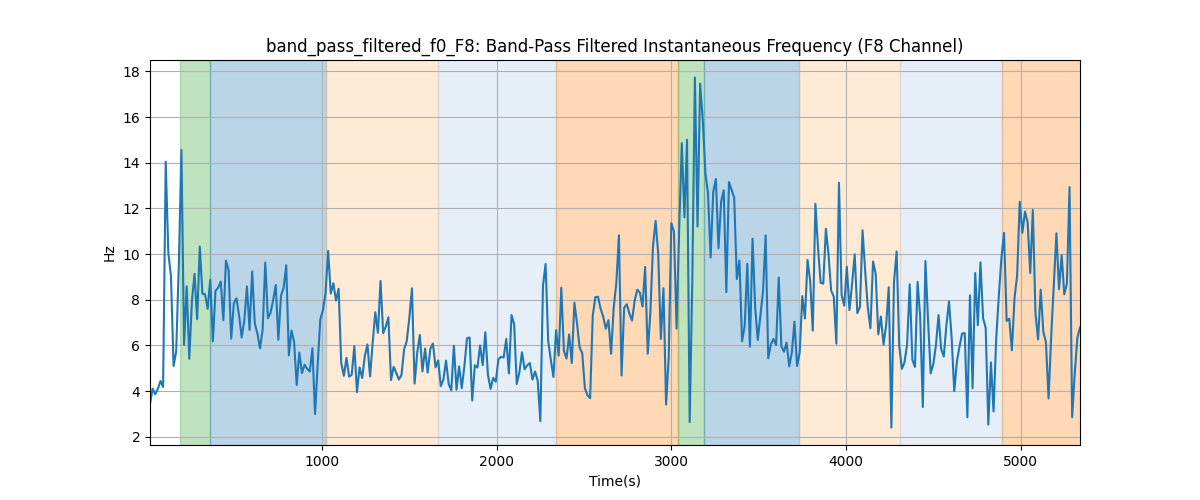 band_pass_filtered_f0_F8: Band-Pass Filtered Instantaneous Frequency (F8 Channel)
18
16
14
12
10
8
6
4
2
Hz
1000 2000 3000 4000 5000
Time(s)